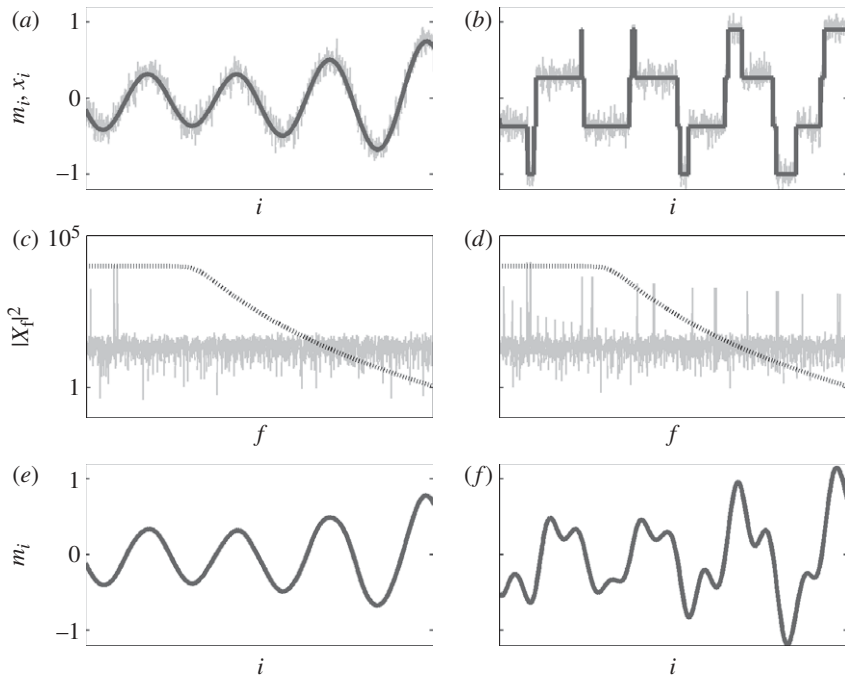 (a) (b)
1
0
−1
m_i, x_i
i i
(c) (d)
10^5
1
|X_f|^2
f f
(e) (f)
1
0
−1
m_i
i i